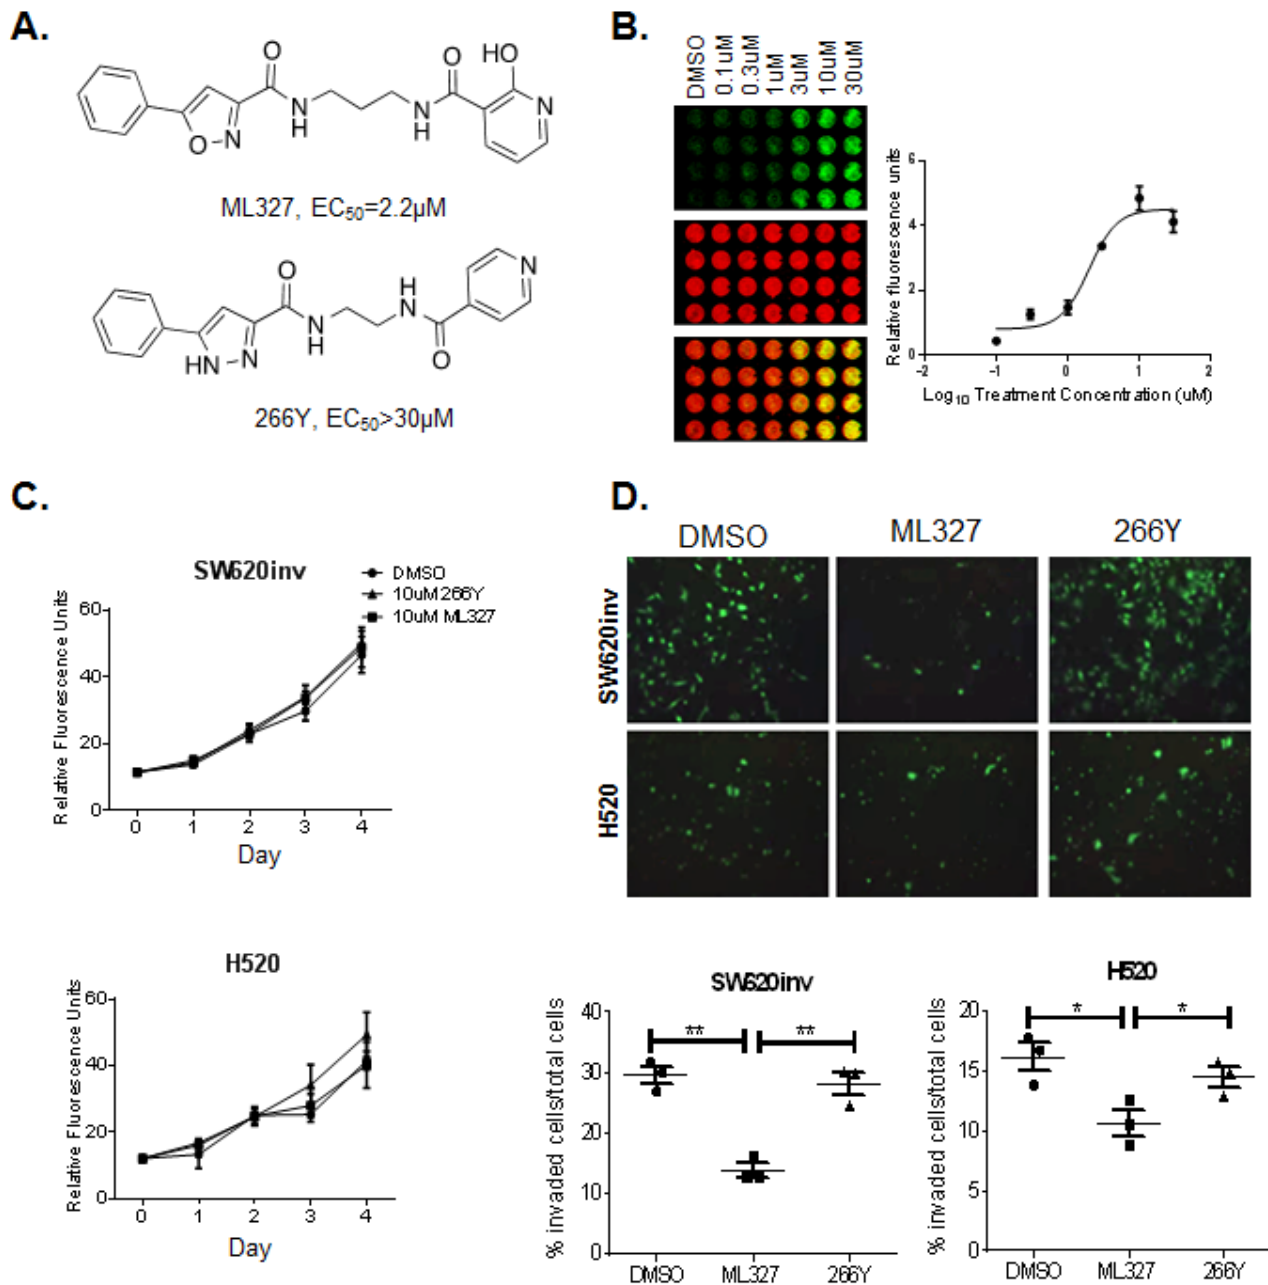 A.
O
N
H
O
N
N
H
O
HO
N
ML327, EC50=2.2µM
O
N
H
HN
N
H
N
O
N
266Y, EC50>30µM
B.
DMSO
0.1uM
0.3uM
1uM
3uM
10uM
30uM
Relative fluorescence units
6
4
2
0
-2
-1
0
1
2
Log10 Treatment Concentration (uM)
C.
SW620inv
DMSO
10uM 266Y
10uM ML327
Relative Fluorescence Units
60
40
20
0
0 1 2 3 4
Day
H520
Relative Fluorescence Units
60
40
20
0
0 1 2 3 4
Day
D.
DMSO
ML327
266Y
SW620inv
H520
SW620inv
% invaded cells/total cells
40
30
20
10
0
** **
DMSO ML327 266Y
H520
% invaded cells/total cells
20
15
10
5
0
* *
DMSO ML327 266Y